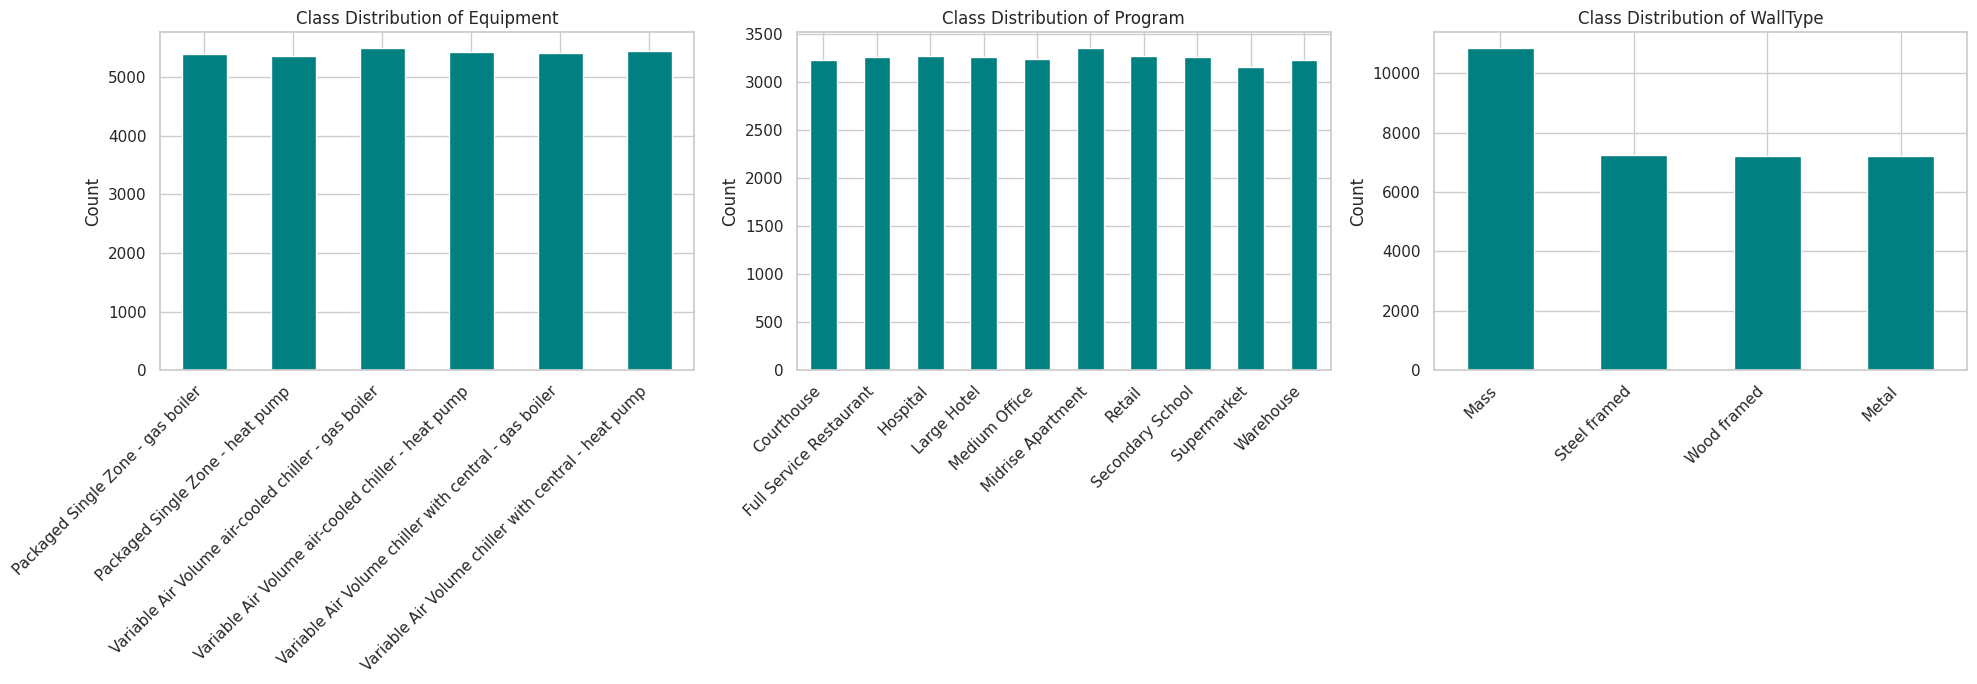 Class Distribution of Equipment
Count
5000
4000
3000
2000
1000
0
Packaged Single Zone - gas boiler
Packaged Single Zone - heat pump
Variable Air Volume air-cooled chiller - gas boiler
Variable Air Volume air-cooled chiller - heat pump
Variable Air Volume chiller with central - gas boiler
Variable Air Volume chiller with central - heat pump
Class Distribution of Program
Count
3500
3000
2500
2000
1500
1000
500
0
Courthouse
Full Service Restaurant
Hospital
Large Hotel
Medium Office
Midrise Apartment
Retail
Secondary School
Supermarket
Warehouse
Class Distribution of WallType
Count
10000
8000
6000
4000
2000
0
Mass
Steel framed
Wood framed
Metal